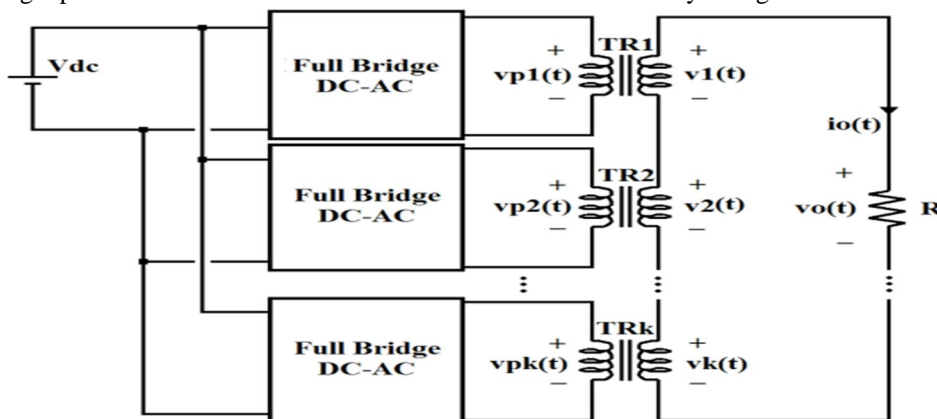 Vdc
Full Bridge
DC-AC
vp1(t)
+
−
TR1
+
v1(t)
−
io(t)
Full Bridge
DC-AC
+
vp2(t)
−
TR2
+
v2(t)
−
+
vo(t)
−
R
Full Bridge
DC-AC
+
vpk(t)
−
TRk
+
vk(t)
−